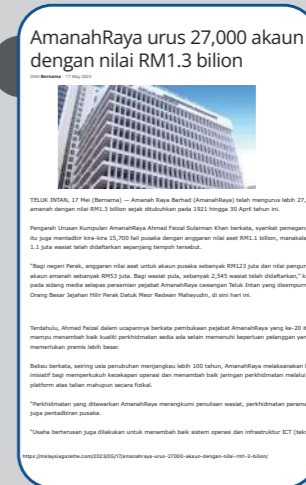 AmanahRaya urus 27,000 akaun
dengan nilai RM1.3 bilion
Oleh Bernama - 17 May 2023
TELUK INTAN, 17 Mei (Bernama) — Amanah Raya Berhad (AmanahRaya) telah mengurus lebih 27,
amanah dengan nilai RM1.3 bilion sejak ditubuhkan pada 1921 hingga 30 April tahun ini.
Pengarah Urusan Kumpulan AmanahRaya Ahmad Feizal Sulaiman Khan berkata, syarikat pemegang
itu juga mentadbir kira-kira 15,700 fail pusaka dengan anggaran nilai aset RM1.1 bilion, manakala
1.1 juta wasiat telah didaftarkan sepanjang tempoh tersebut.
"Bagi negeri Perak, anggaran nilai aset untuk akaun pusaka sebanyak RM123 juta dan nilai pengur
akaun amanah sebanyak RM53 juta. Bagi wasiat pula, sebanyak 2,545 wasiat telah didaftarkan," k
pada sidang media selepas perasmian pejabat AmanahRaya cawangan Teluk Intan yang disempurn
Orang Besar Jajahan Hilir Perak Datuk Meor Redwan Mahayudin, di sini hari ini.
Terdahulu, Ahmad Feizal dalam ucapannya berkata pembukaan pejabat AmanahRaya yang ke-20 it
mampu menambah baik kualiti perkhidmatan sedia ada selain memenuhi keperluan pelanggan yan
memerlukan premis lebih besar.
Beliau berkata, seiring usia penubuhan menjangkau lebih 100 tahun, AmanahRaya melaksanakan
inisiatif bagi memperkukuh kecekapan operasi dan menambah baik jaringan perkhidmatan melalui
platform atas talian mahupun secara fizikal.
"Perkhidmatan yang ditawarkan AmanahRaya merangkumi penulisan wasiat, perkhidmatan peram
juga pentadbiran pusaka.
"Usaha berterusan juga dilakukan untuk menambah baik sistem operasi dan infrastruktur ICT (tek
https://malaysiagazette.com/2023/05/17/amanahraya-urus-27000-akaun-dengan-nilai-rm1-3-bilion/